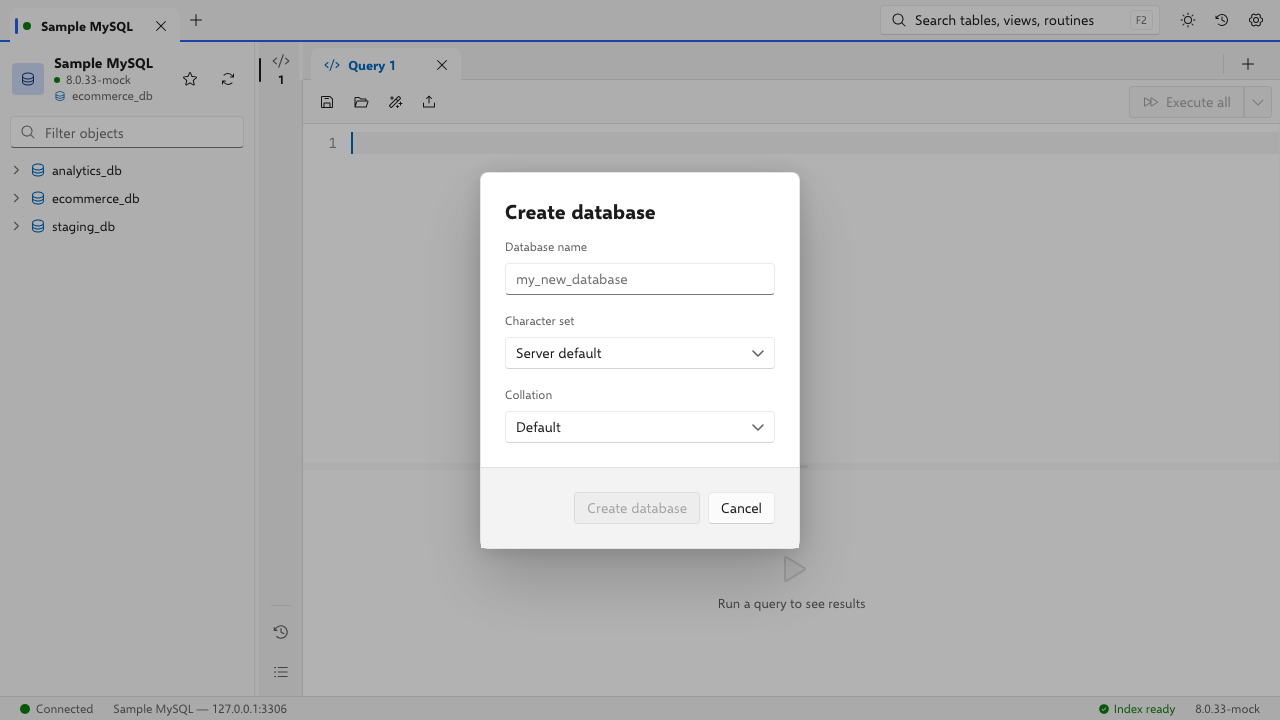 Sample MySQL
Search tables, views, routines
F2
Sample MySQL
8.0.33-mock
ecommerce_db
Filter objects
analytics_db
ecommerce_db
staging_db
</>
1
</> Query 1
Execute all
1
Create database
Database name
my_new_database
Character set
Server default
Collation
Default
Create database
Cancel
Run a query to see results
Connected
Sample MySQL — 127.0.0.1:3306
Index ready
8.0.33-mock